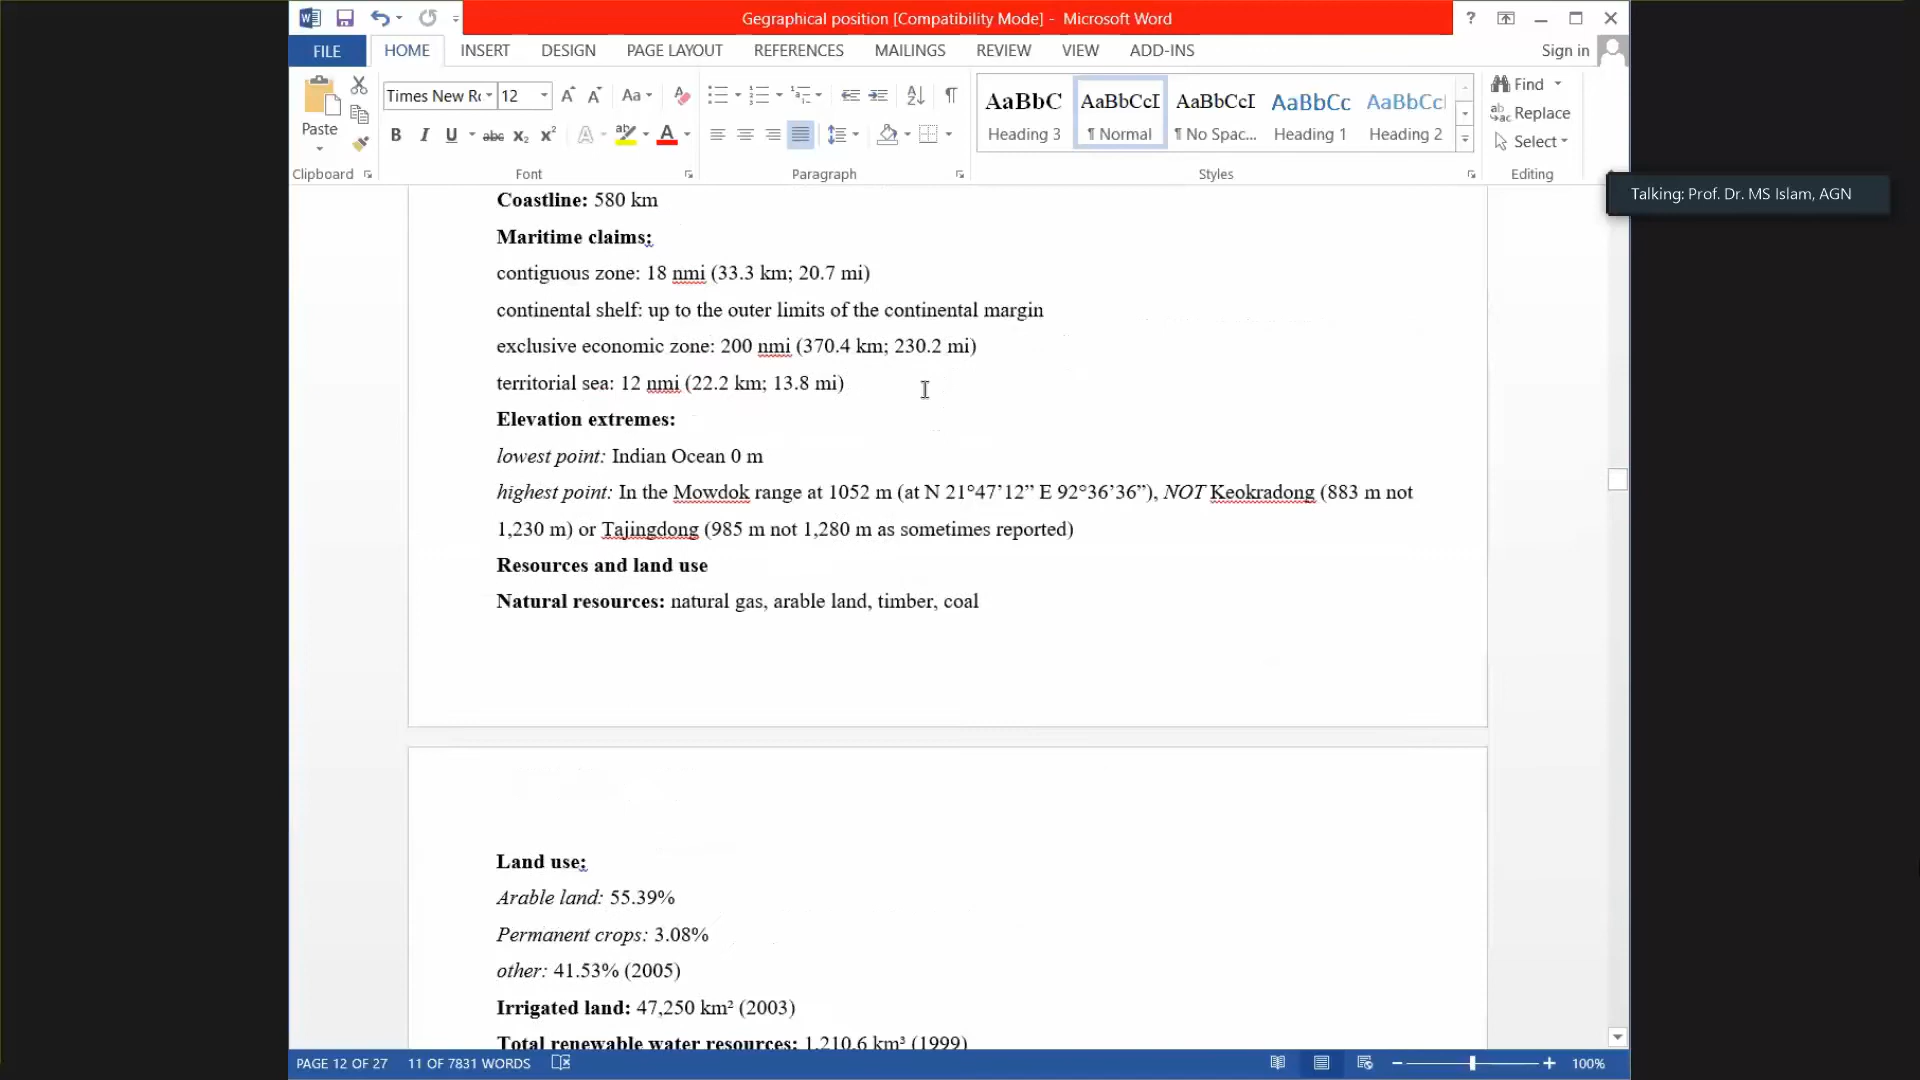 Gegraphical position [Compatibility Mode] - Microsoft Word
FILE HOME INSERT DESIGN PAGE LAYOUT REFERENCES MAILINGS REVIEW VIEW ADD-INS Sign in
Times New Rc 12 Aa
Paste
AaBbC AaBbCcI AaBbCcI AaBbCc AaBbCcl
Heading 3 ¶ Normal ¶ No Spac... Heading 1 Heading 2
Find
Replace
Select
Clipboard Font Paragraph Styles Editing
Talking: Prof. Dr. MS Islam, AGN
Coastline: 580 km
Maritime claims:
contiguous zone: 18 nmi (33.3 km; 20.7 mi)
continental shelf: up to the outer limits of the continental margin
exclusive economic zone: 200 nmi (370.4 km; 230.2 mi)
territorial sea: 12 nmi (22.2 km; 13.8 mi)
Elevation extremes:
lowest point: Indian Ocean 0 m
highest point: In the Mowdok range at 1052 m (at N 21°47’12” E 92°36’36”), NOT Keokradong (883 m not
1,230 m) or Tajingdong (985 m not 1,280 m as sometimes reported)
Resources and land use
Natural resources: natural gas, arable land, timber, coal
Land use:
Arable land: 55.39%
Permanent crops: 3.08%
other: 41.53% (2005)
Irrigated land: 47,250 km² (2003)
Total renewable water resources: 1,210.6 km³ (1999)
PAGE 12 OF 27 11 OF 7831 WORDS 100%